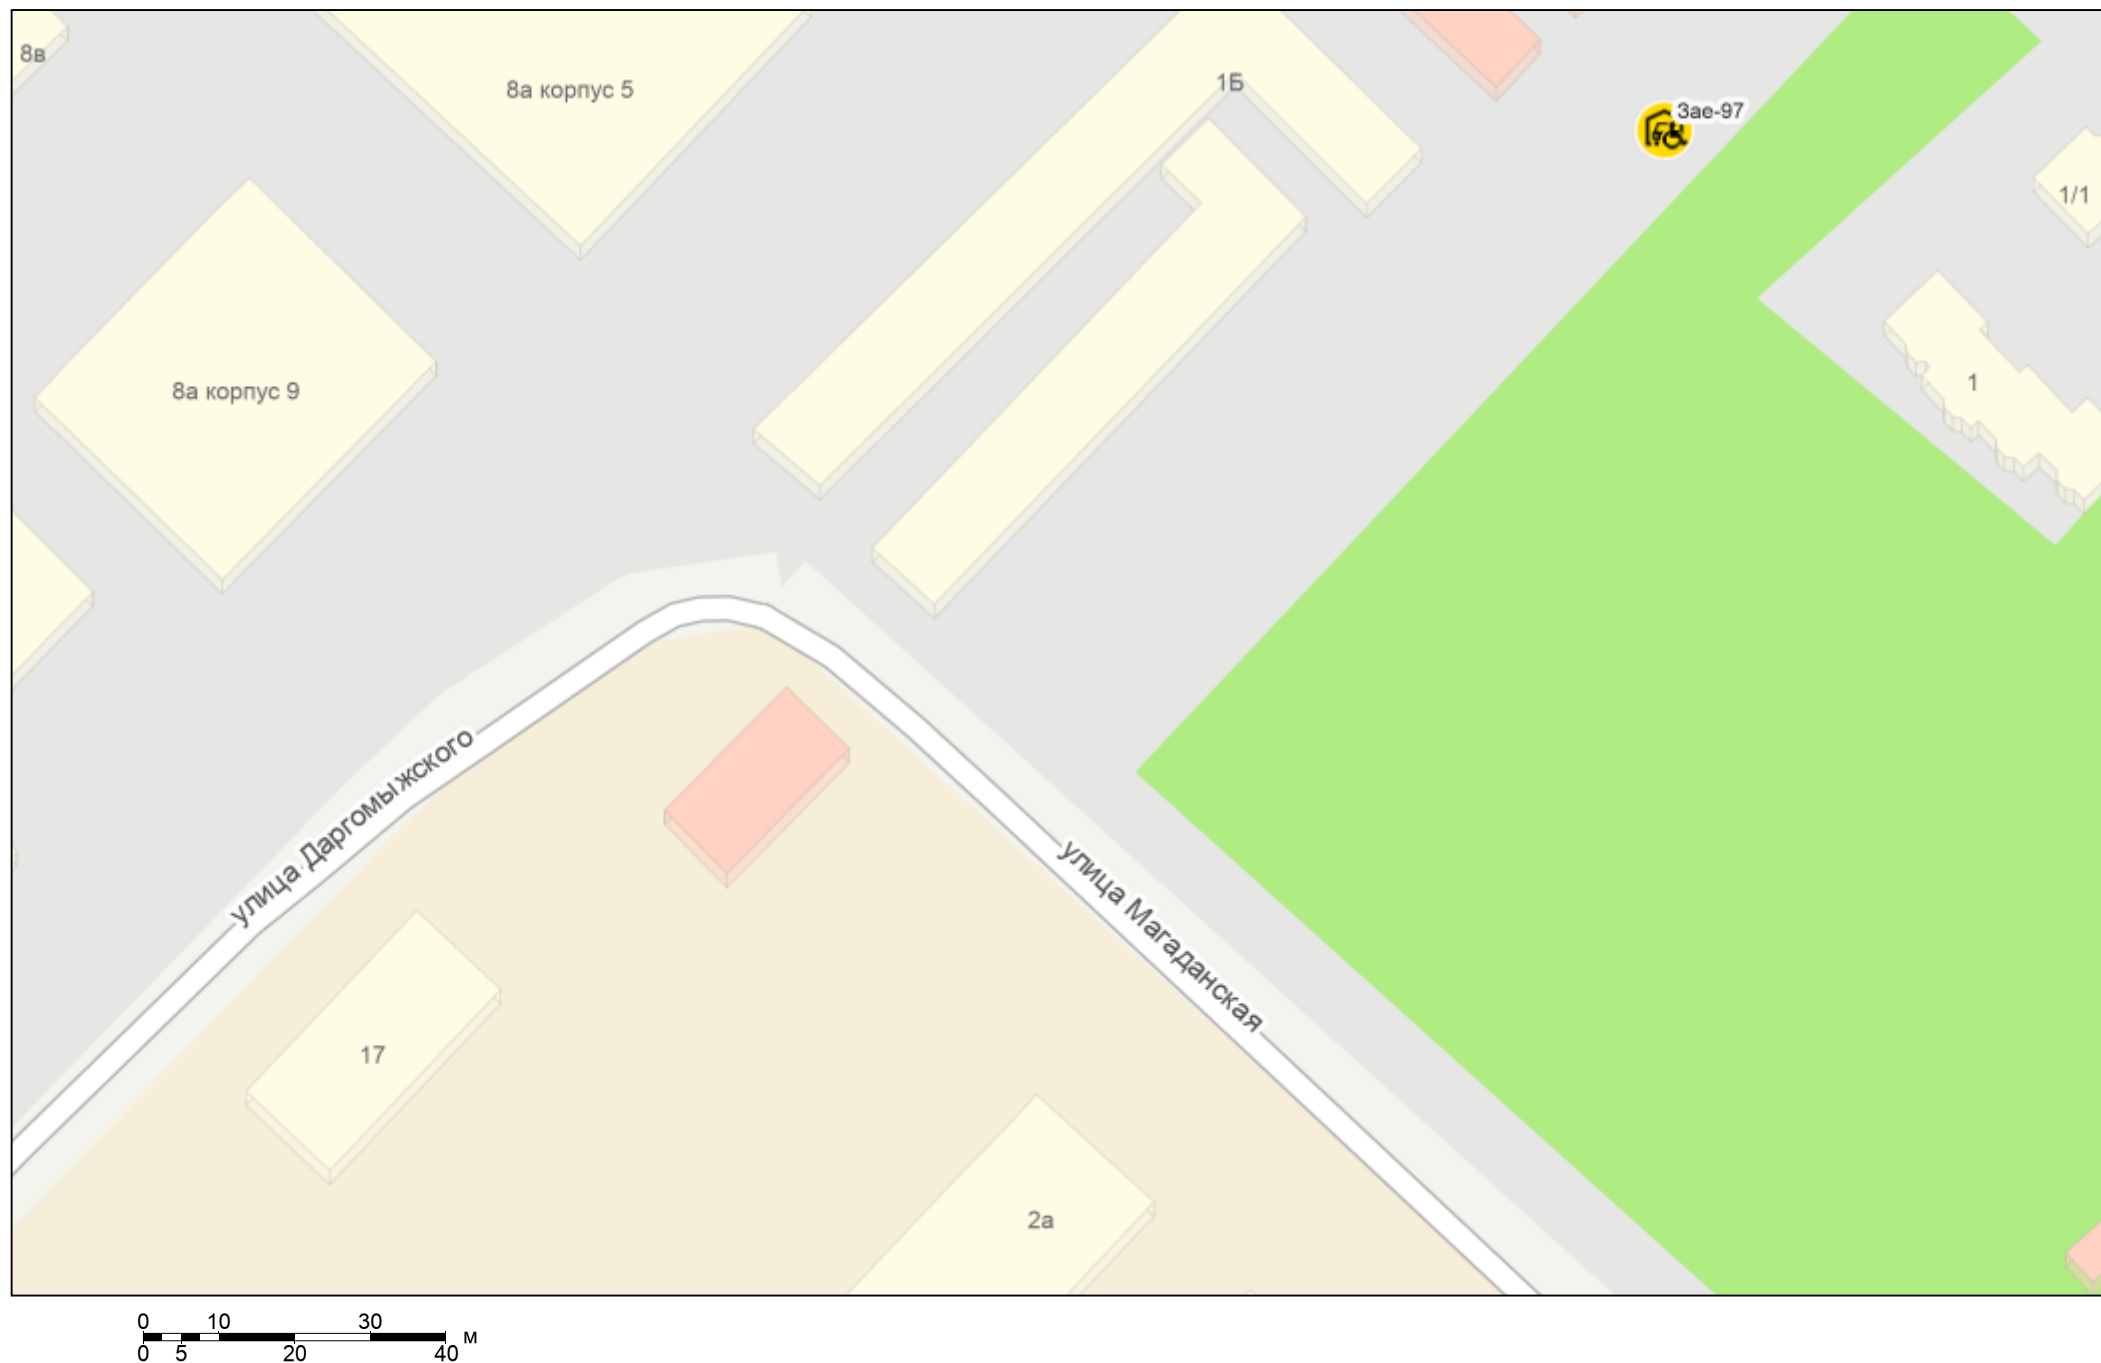 8в
8а корпус 5
1Б
Зае-97
1/1
8а корпус 9
1
улица Даргомыжского
улица Магаданская
17
2а
0 10 30
м
0 5 20 40